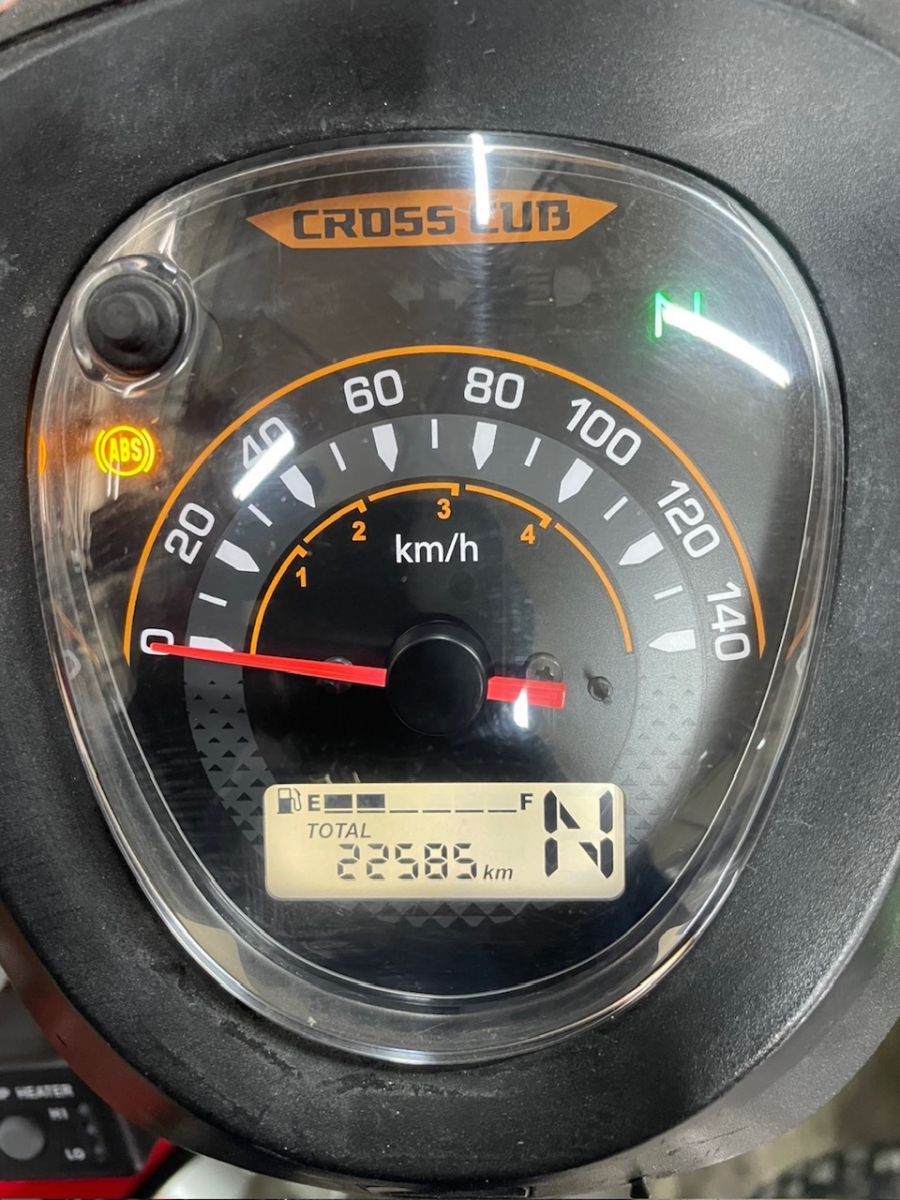 CROSS CUB
N
ABS
0
20
40
60
80
100
120
140
1
2
3
4
km/h
E F
N
TOTAL
22585 km
HEATER
HI
LO